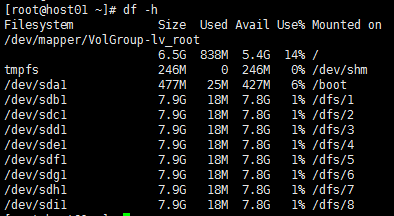 [root@host01 ~]# df -h
Filesystem Size Used Avail Use% Mounted on
/dev/mapper/VolGroup-lv_root
6.5G 838M 5.4G 14% /
tmpfs 246M 0 246M 0% /dev/shm
/dev/sda1 477M 25M 427M 6% /boot
/dev/sdb1 7.9G 18M 7.8G 1% /dfs/1
/dev/sdc1 7.9G 18M 7.8G 1% /dfs/2
/dev/sdd1 7.9G 18M 7.8G 1% /dfs/3
/dev/sde1 7.9G 18M 7.8G 1% /dfs/4
/dev/sdf1 7.9G 18M 7.8G 1% /dfs/5
/dev/sdg1 7.9G 18M 7.8G 1% /dfs/6
/dev/sdh1 7.9G 18M 7.8G 1% /dfs/7
/dev/sdi1 7.9G 18M 7.8G 1% /dfs/8